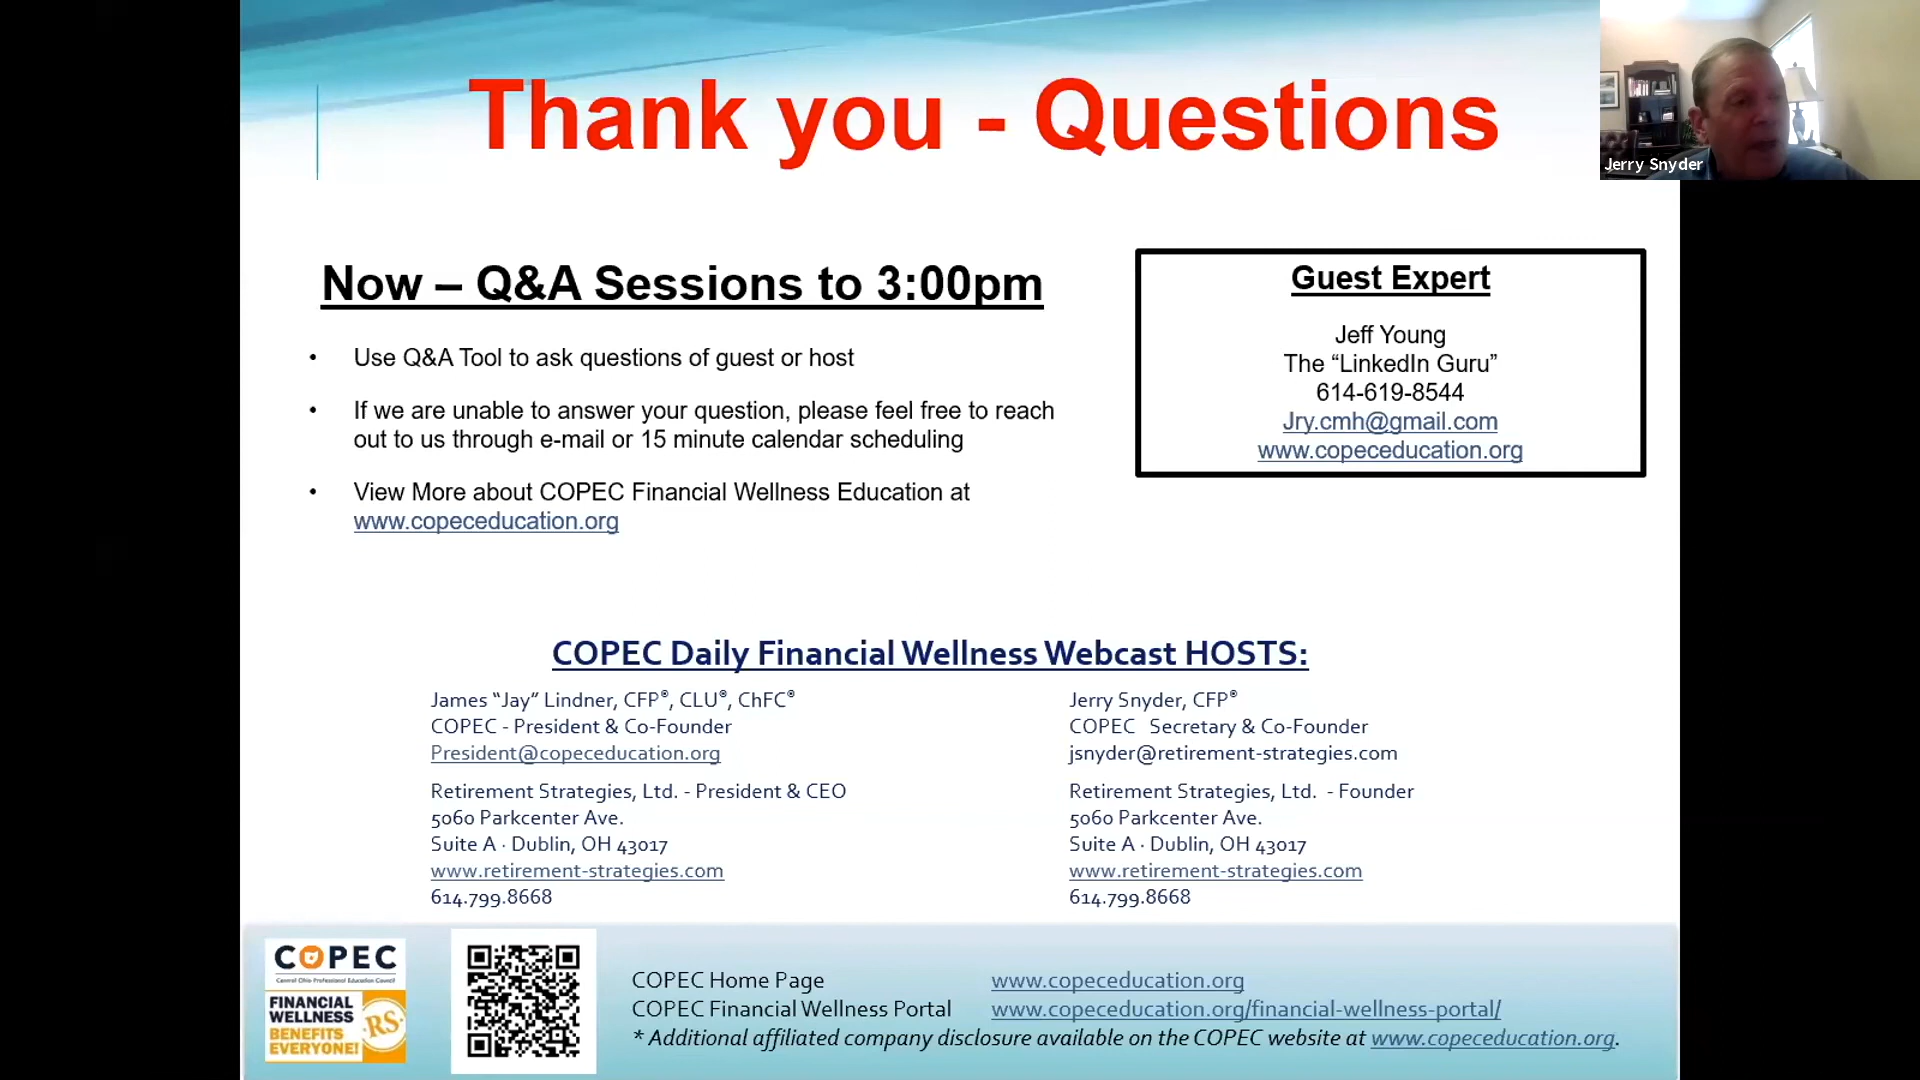 Thank you - Questions
Jerry Snyder
Now – Q&A Sessions to 3:00pm
• Use Q&A Tool to ask questions of guest or host
• If we are unable to answer your question, please feel free to reach
out to us through e-mail or 15 minute calendar scheduling
• View More about COPEC Financial Wellness Education at
www.copeceducation.org
Guest Expert
Jeff Young
The “LinkedIn Guru”
614-619-8544
Jry.cmh@gmail.com
www.copeceducation.org
COPEC Daily Financial Wellness Webcast HOSTS:
James “Jay” Lindner, CFP®, CLU®, ChFC®
COPEC - President & Co-Founder
President@copeceducation.org
Retirement Strategies, Ltd. - President & CEO
5060 Parkcenter Ave.
Suite A · Dublin, OH 43017
www.retirement-strategies.com
614.799.8668
Jerry Snyder, CFP®
COPEC Secretary & Co-Founder
jsnyder@retirement-strategies.com
Retirement Strategies, Ltd. - Founder
5060 Parkcenter Ave.
Suite A · Dublin, OH 43017
www.retirement-strategies.com
614.799.8668
COPEC
Central Ohio Professional Education Council
FINANCIAL
WELLNESS
BENEFITS
EVERYONE!
RS
COPEC Home Page www.copeceducation.org
COPEC Financial Wellness Portal www.copeceducation.org/financial-wellness-portal/
* Additional affiliated company disclosure available on the COPEC website at www.copeceducation.org.